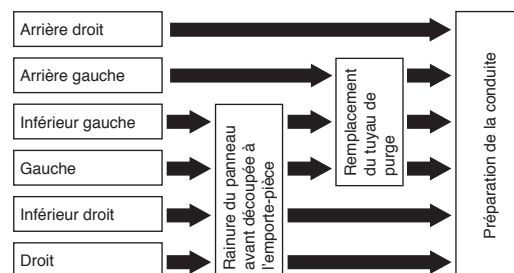 Arrière droit
Arrière gauche
Inférieur gauche
Gauche
Inférieur droit
Droit
Rainure du panneau
avant découpée à
l'emporte-pièce
Remplacement
du tuyau de
purge
Préparation de la conduite